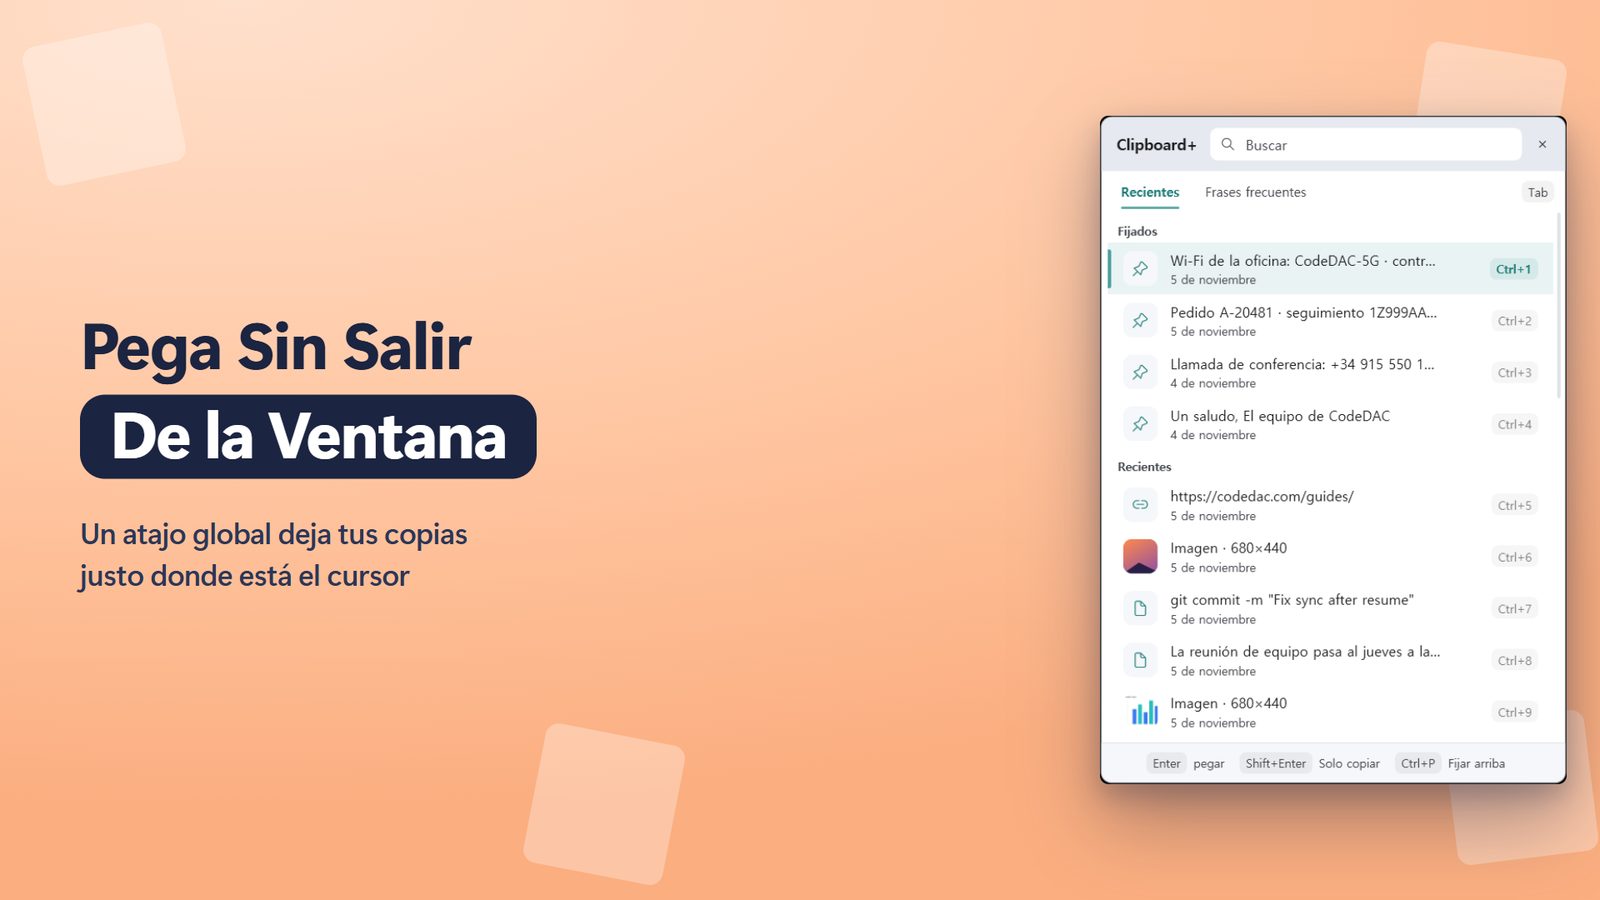 Pega Sin Salir
De la Ventana
Un atajo global deja tus copias
justo donde está el cursor
Clipboard+
Buscar
×
Recientes
Frases frecuentes
Tab
Fijados
Wi-Fi de la oficina: CodeDAC-5G · contr...
5 de noviembre
Ctrl+1
Pedido A-20481 · seguimiento 1Z999AA...
5 de noviembre
Ctrl+2
Llamada de conferencia: +34 915 550 1...
4 de noviembre
Ctrl+3
Un saludo, El equipo de CodeDAC
4 de noviembre
Ctrl+4
Recientes
https://codedac.com/guides/
5 de noviembre
Ctrl+5
Imagen · 680×440
5 de noviembre
Ctrl+6
git commit -m "Fix sync after resume"
5 de noviembre
Ctrl+7
La reunión de equipo pasa al jueves a la...
5 de noviembre
Ctrl+8
Imagen · 680×440
5 de noviembre
Ctrl+9
Enter pegar Shift+Enter Solo copiar Ctrl+P Fijar arriba